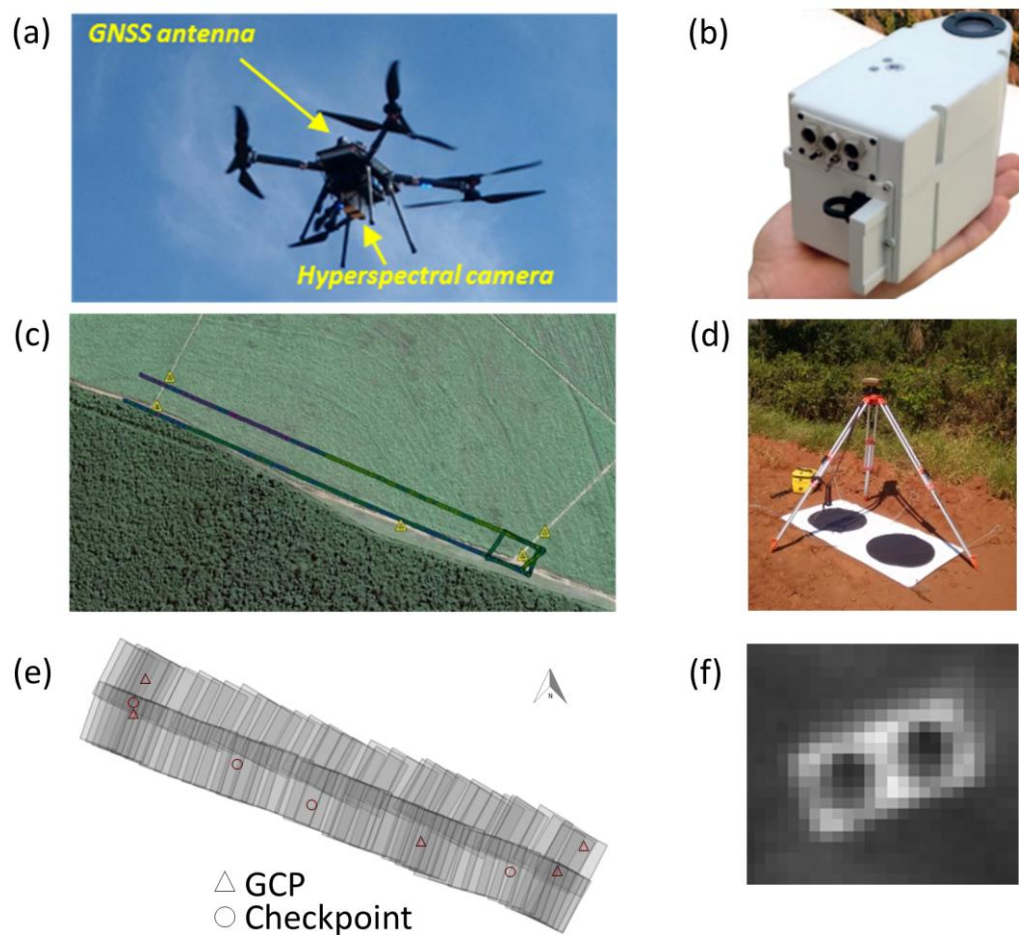 (a)
GNSS antenna
Hyperspectral camera
(b)
(c)
(d)
(e)
N
GCP
Checkpoint
(f)